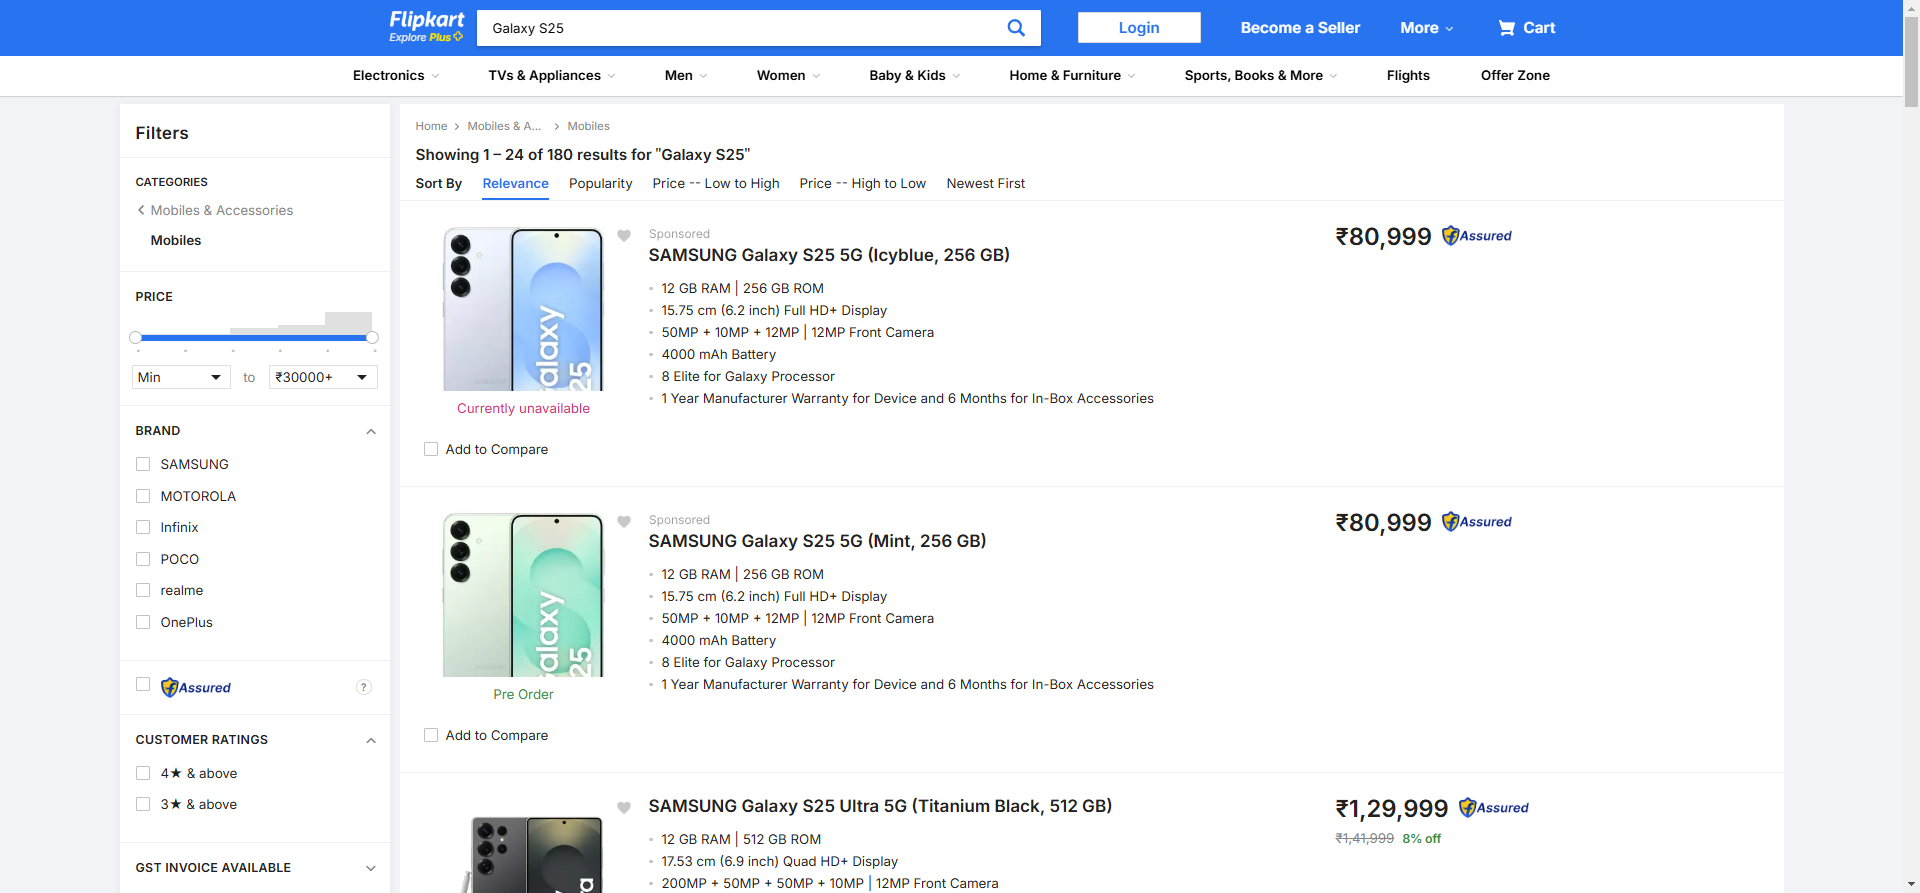 Flipkart
Explore Plus
Galaxy S25
Login
Become a Seller
More
Cart
Electronics
TVs & Appliances
Men
Women
Baby & Kids
Home & Furniture
Sports, Books & More
Flights
Offer Zone
Filters
CATEGORIES
Mobiles & Accessories
Mobiles
PRICE
Min
to
₹30000+
BRAND
SAMSUNG
MOTOROLA
Infinix
POCO
realme
OnePlus
Assured
?
CUSTOMER RATINGS
4★ & above
3★ & above
GST INVOICE AVAILABLE
Home
Mobiles & A...
Mobiles
Showing 1 – 24 of 180 results for "Galaxy S25"
Sort By
Relevance
Popularity
Price -- Low to High
Price -- High to Low
Newest First
alaxy
25
Currently unavailable
Add to Compare
Sponsored
SAMSUNG Galaxy S25 5G (Icyblue, 256 GB)
12 GB RAM | 256 GB ROM
15.75 cm (6.2 inch) Full HD+ Display
50MP + 10MP + 12MP | 12MP Front Camera
4000 mAh Battery
8 Elite for Galaxy Processor
1 Year Manufacturer Warranty for Device and 6 Months for In-Box Accessories
₹80,999
Assured
alaxy
25
Pre Order
Add to Compare
Sponsored
SAMSUNG Galaxy S25 5G (Mint, 256 GB)
12 GB RAM | 256 GB ROM
15.75 cm (6.2 inch) Full HD+ Display
50MP + 10MP + 12MP | 12MP Front Camera
4000 mAh Battery
8 Elite for Galaxy Processor
1 Year Manufacturer Warranty for Device and 6 Months for In-Box Accessories
₹80,999
Assured
SAMSUNG Galaxy S25 Ultra 5G (Titanium Black, 512 GB)
12 GB RAM | 512 GB ROM
17.53 cm (6.9 inch) Quad HD+ Display
200MP + 50MP + 50MP + 10MP | 12MP Front Camera
₹1,29,999
Assured
₹1,41,999
8% off